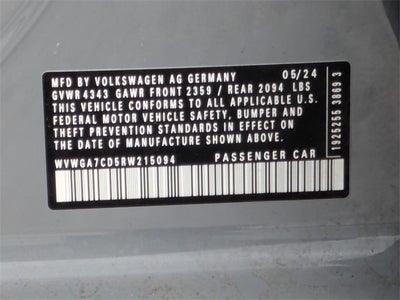 MFD BY VOLKSWAGEN AG GERMANY 05/24
GVWR 4343 GAWR FRONT 2359 / REAR 2094 LBS
THIS VEHICLE CONFORMS TO ALL APPLICABLE U.S.
FEDERAL MOTOR VEHICLE SAFETY, BUMPER AND
THEFT PREVENTION STANDARDS IN EFFECT ON
THE DATE OF MANUFACTURE SHOWN ABOVE
WVWGA7CD5RW215094 PASSENGER CAR
1925255 3869 3